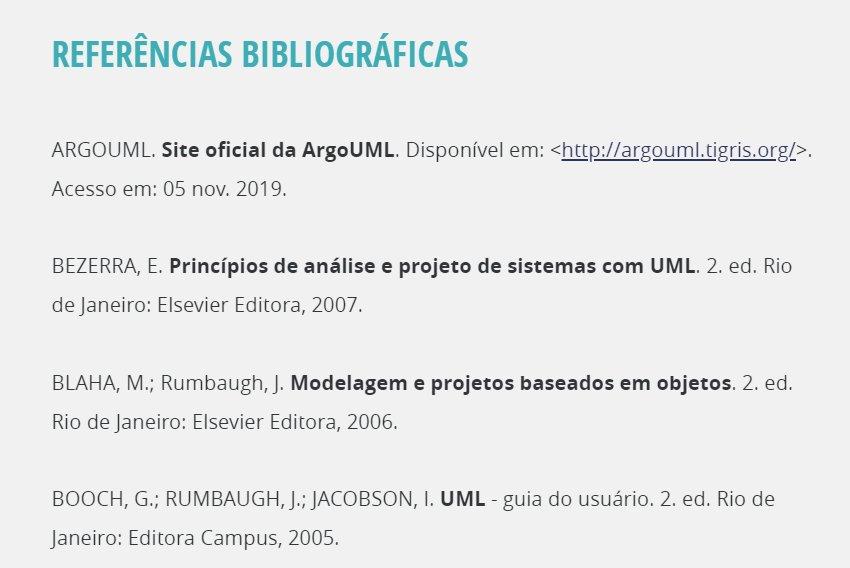 REFERÊNCIAS BIBLIOGRÁFICAS
ARGOUML. Site oficial da ArgoUML. Disponível em: <http://argouml.tigris.org/>.
Acesso em: 05 nov. 2019.
BEZERRA, E. Princípios de análise e projeto de sistemas com UML. 2. ed. Rio
de Janeiro: Elsevier Editora, 2007.
BLAHA, M.; Rumbaugh, J. Modelagem e projetos baseados em objetos. 2. ed.
Rio de Janeiro: Elsevier Editora, 2006.
BOOCH, G.; RUMBAUGH, J.; JACOBSON, I. UML - guia do usuário. 2. ed. Rio de
Janeiro: Editora Campus, 2005.